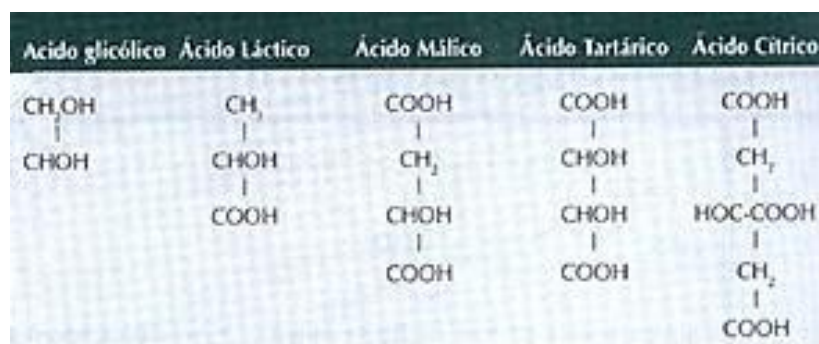 Acido glicólico Ácido Láctico Ácido Málico Ácido Tartárico Ácido Cítrico
CH₂OH CH₃ COOH COOH COOH
CHOH CHOH CH₂ CHOH CH₂
COOH CHOH CHOH HOC-COOH
COOH COOH CH₂
COOH